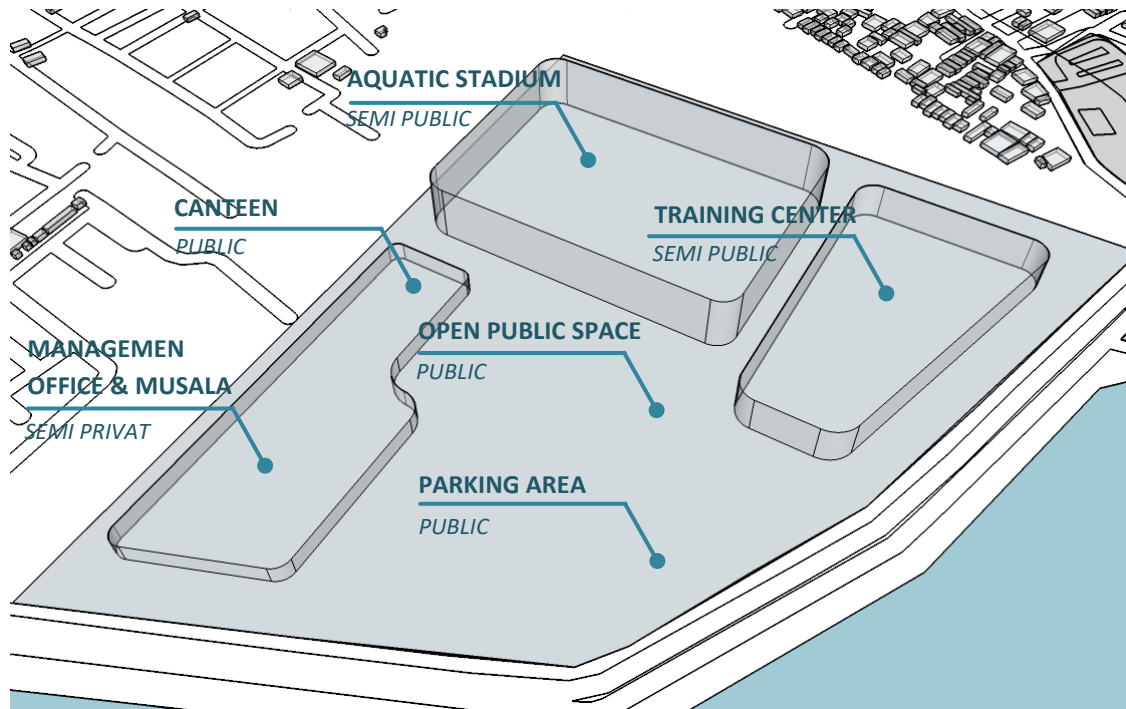 AQUATIC STADIUM
SEMI PUBLIC
CANTEEN
PUBLIC
TRAINING CENTER
SEMI PUBLIC
OPEN PUBLIC SPACE
PUBLIC
MANAGEMEN
OFFICE & MUSALA
SEMI PRIVAT
PARKING AREA
PUBLIC